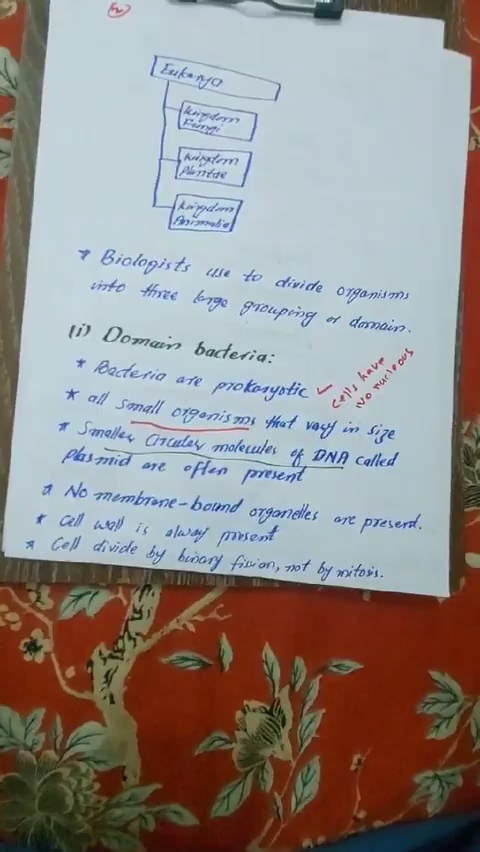 Eukarya
Kingdom
Fungi
Kingdom
Plantae
Kingdom
Animalia
* Biologists use to divide organisms
into three large grouping or domain.
(i) Domain bacteria:
* Bacteria are prokaryotic ✓ cells have
No nucleous
* all small organisms that vary in size
* Smaller circular molecules of DNA called
plasmid are often present
* No membrane-bound organelles are present.
* Cell wall is alway present
* Cell divide by binary fission, not by mitosis.